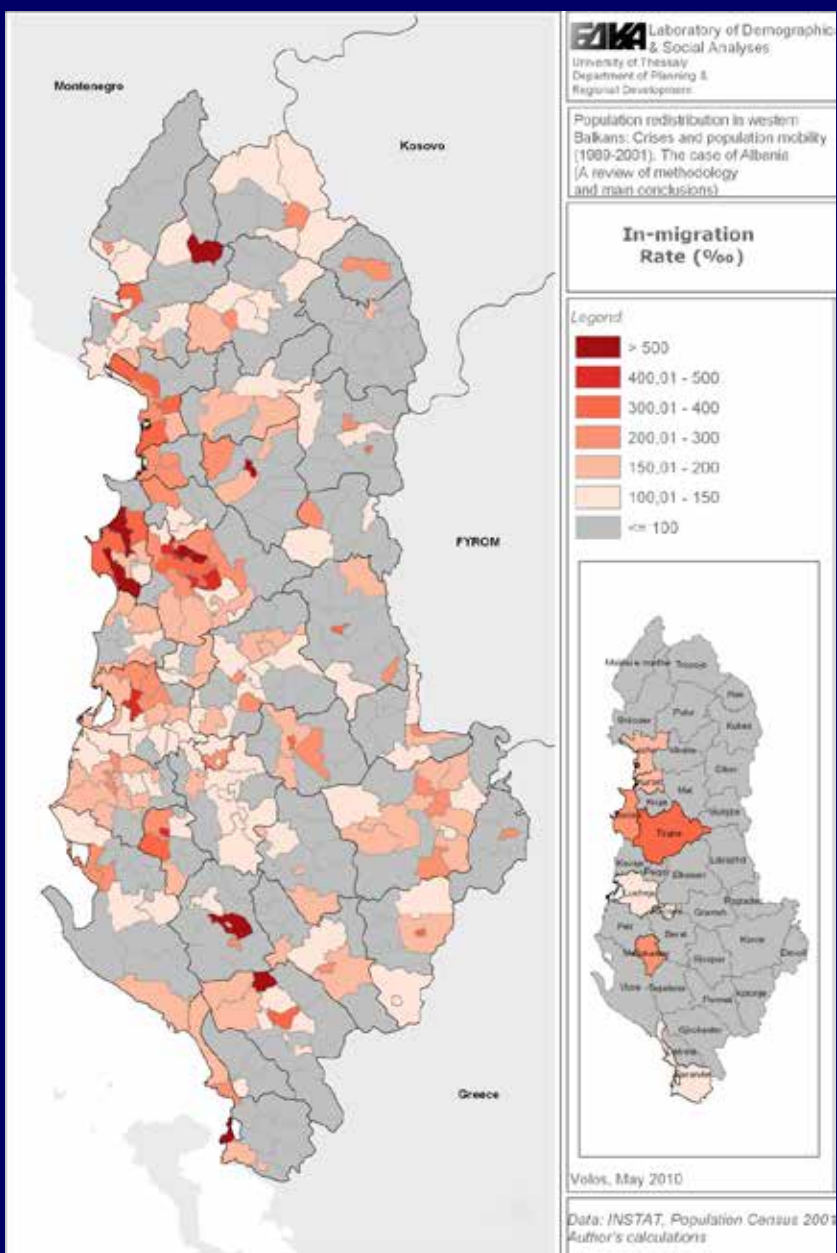 ΕΔΚΑ Laboratory of Demographic
& Social Analyses
University of Thessaly
Department of Planning &
Regional Development
Population redistribution in western
Balkans: Crises and population mobility
(1989-2001). The case of Albania
(A review of methodology
and main conclusions)
In-migration
Rate (‰)
Legend
> 500
400,01 - 500
300,01 - 400
200,01 - 300
150,01 - 200
100,01 - 150
<= 100
Montenegro
Kosovo
FYROM
Greece
Tropoje
Has
Puke
Kukes
Shkoder
Mirdite
Diber
Mat
Kruje
Bulqize
Tirane
Librazhd
Kavaje
Peqin
Elbasan
Lushnje
Pogradec
Gramsh
Fier
Berat
Korce
Devoll
Mallakaster
Skrapar
Vlore
Tepelene
Permet
Kolonje
Gjirokaster
Delvine
Sarande
Volos, May 2010
Data: INSTAT, Population Census 2001
Author's calculations